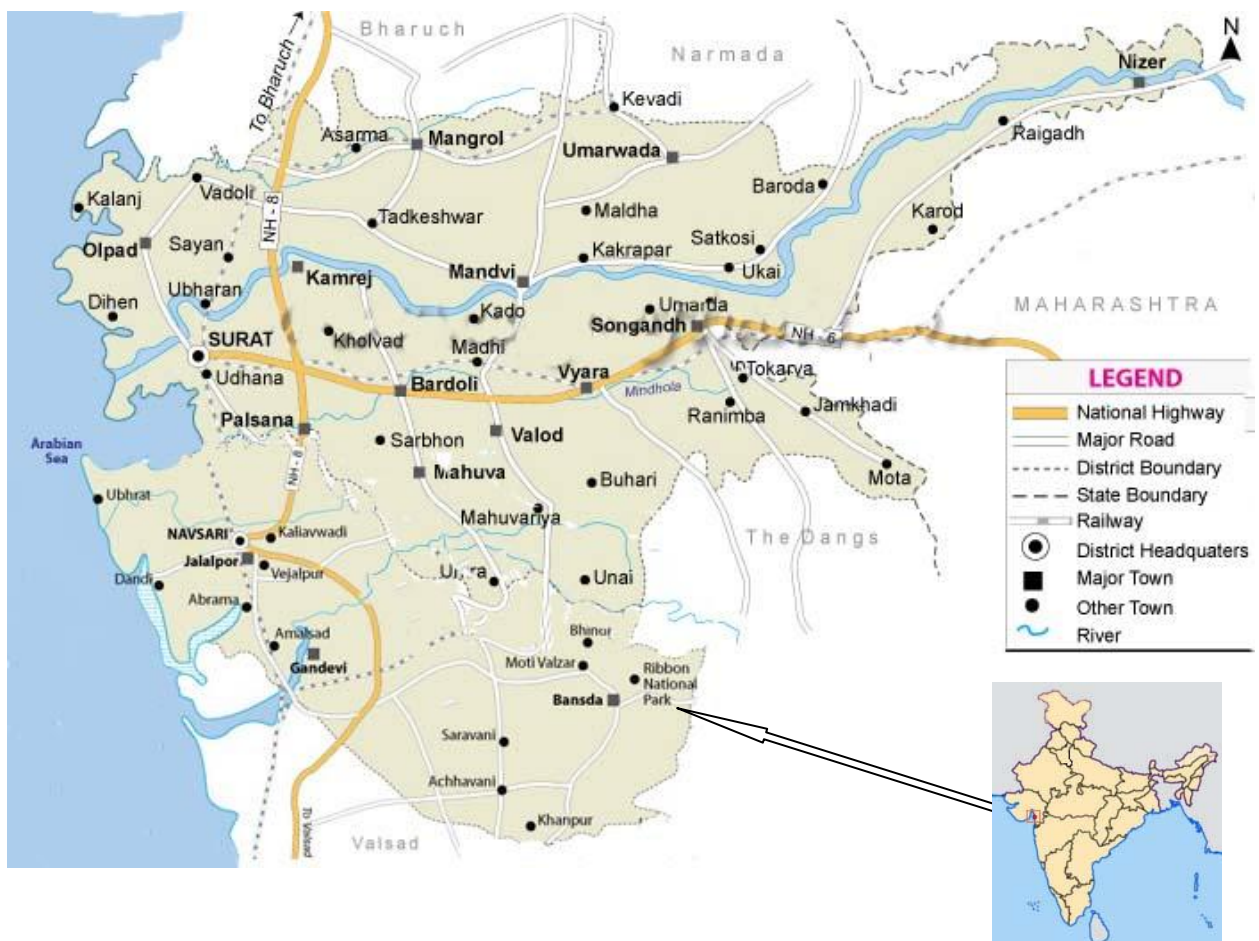 Bharuch
Narmada
N
To Bharuch
Nizer
Kevadi
Asarma
Mangrol
Umarwada
Raigadh
Kalanj
Vadoli
NH - 8
Baroda
Maldha
Tadkeshwar
Karod
Olpad
Sayan
Kakrapar
Satkosi
Ukai
Kamrej
Mandvi
Ubharan
Dihen
Kado
Umarda
MAHARASHTRA
Songandh
NH - 6
SURAT
Kholvad
Madhi
Udhana
Bardoli
Vyara
Mindhola
Tokarya
Palsana
Ranimba
Jamkhadi
Arabian
Sea
Sarbhon
Valod
NH - 8
Mahuva
Mota
Buhari
Ubhrat
Mahuvariya
The Dangs
NAVSARI
Kaliavwadi
Jalalpor
Vejalpur
Dandi
Unai
Abrama
Amalsad
Gandevi
Bhinur
Moti Valzar
Ribbon
National
Park
Bansda
Saravani
Achhavani
Khanpur
To Valsad
Valsad
LEGEND
National Highway
Major Road
District Boundary
State Boundary
Railway
District Headquaters
Major Town
Other Town
River